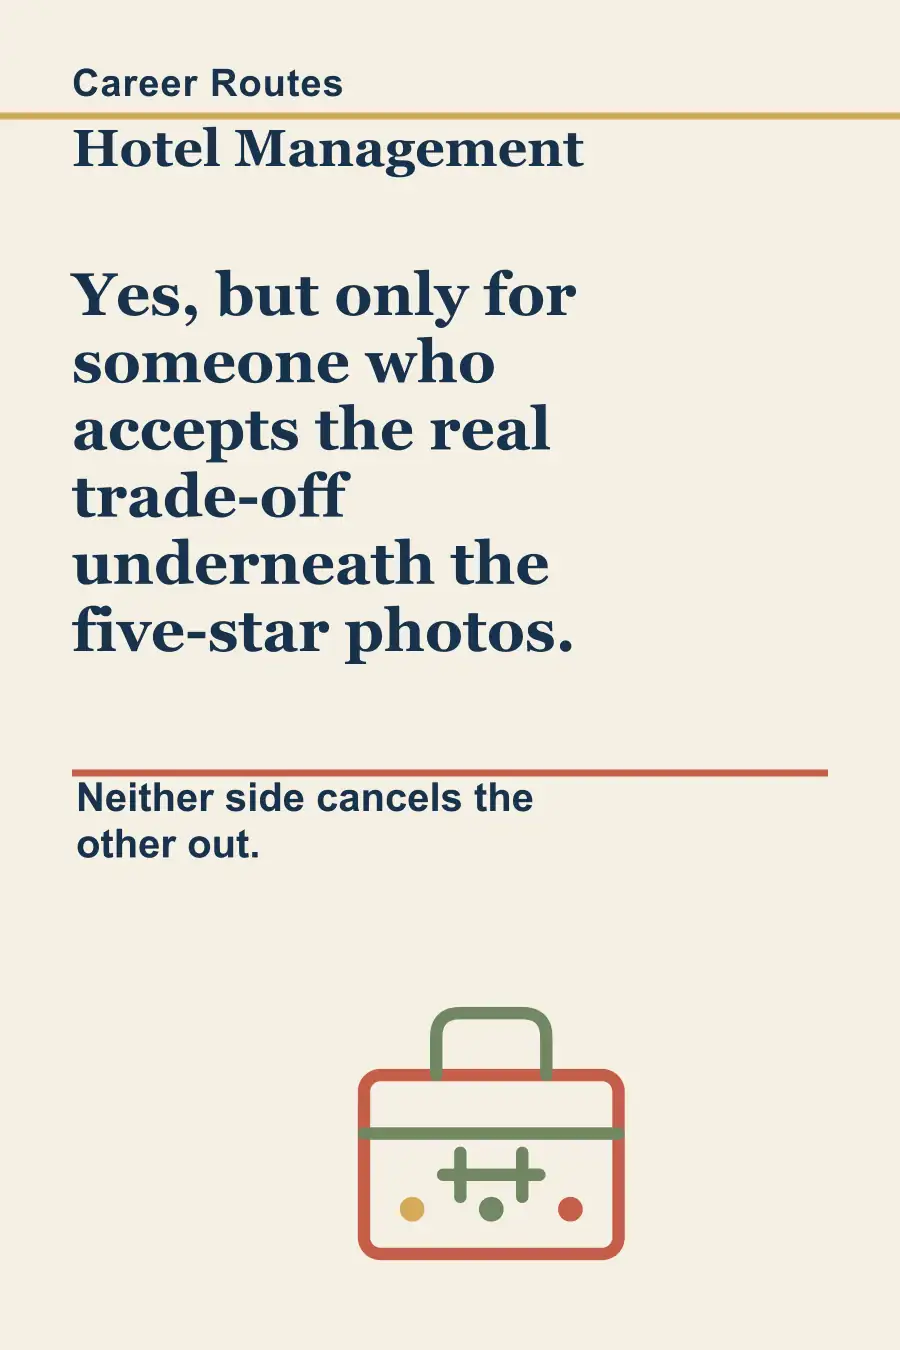 Career Routes
Hotel Management
Yes, but only for
someone who
accepts the real
trade-off
underneath the
five-star photos.
Neither side cancels the
other out.